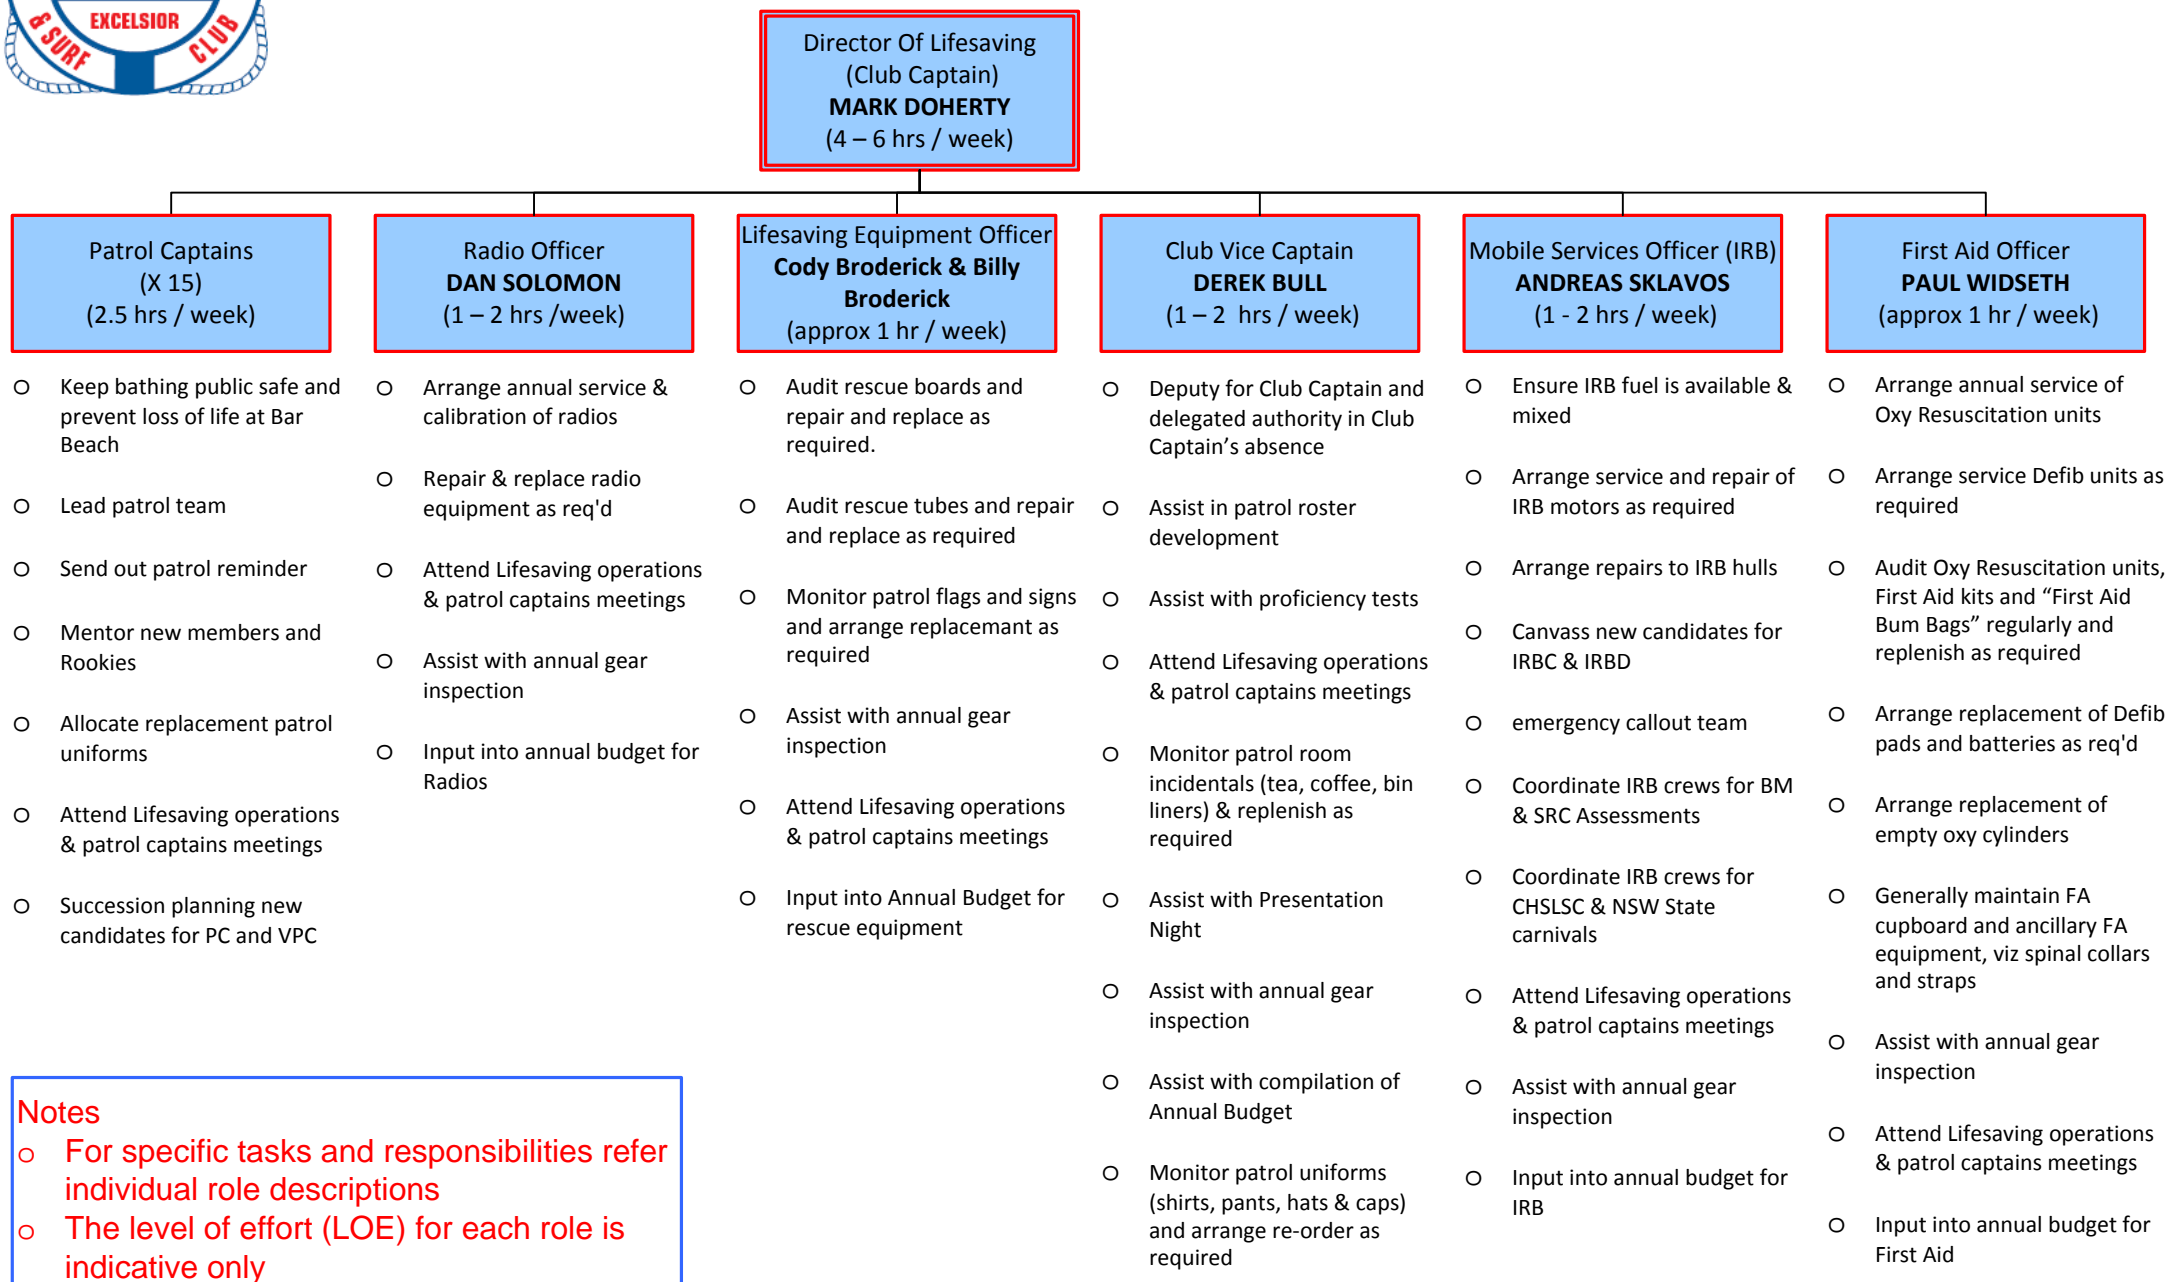 EXCELSIOR
& SURF CLUB
Director Of Lifesaving
(Club Captain)
MARK DOHERTY
(4 – 6 hrs / week)
Patrol Captains
(X 15)
(2.5 hrs / week)
Radio Officer
DAN SOLOMON
(1 – 2 hrs /week)
Lifesaving Equipment Officer
Cody Broderick & Billy
Broderick
(approx 1 hr / week)
Club Vice Captain
DEREK BULL
(1 – 2 hrs / week)
Mobile Services Officer (IRB)
ANDREAS SKLAVOS
(1 - 2 hrs / week)
First Aid Officer
PAUL WIDSETH
(approx 1 hr / week)
o Keep bathing public safe and
prevent loss of life at Bar
Beach
o Lead patrol team
o Send out patrol reminder
o Mentor new members and
Rookies
o Allocate replacement patrol
uniforms
o Attend Lifesaving operations
& patrol captains meetings
o Succession planning new
candidates for PC and VPC
o Arrange annual service &
calibration of radios
o Repair & replace radio
equipment as req'd
o Attend Lifesaving operations
& patrol captains meetings
o Assist with annual gear
inspection
o Input into annual budget for
Radios
o Audit rescue boards and
repair and replace as
required.
o Audit rescue tubes and repair
and replace as required
o Monitor patrol flags and signs
and arrange replacemant as
required
o Assist with annual gear
inspection
o Attend Lifesaving operations
& patrol captains meetings
o Input into Annual Budget for
rescue equipment
o Deputy for Club Captain and
delegated authority in Club
Captain’s absence
o Assist in patrol roster
development
o Assist with proficiency tests
o Attend Lifesaving operations
& patrol captains meetings
o Monitor patrol room
incidentals (tea, coffee, bin
liners) & replenish as
required
o Assist with Presentation
Night
o Assist with annual gear
inspection
o Assist with compilation of
Annual Budget
o Monitor patrol uniforms
(shirts, pants, hats & caps)
and arrange re-order as
required
o Ensure IRB fuel is available &
mixed
o Arrange service and repair of
IRB motors as required
o Arrange repairs to IRB hulls
o Canvass new candidates for
IRBC & IRBD
o emergency callout team
o Coordinate IRB crews for BM
& SRC Assessments
o Coordinate IRB crews for
CHSLSC & NSW State
carnivals
o Attend Lifesaving operations
& patrol captains meetings
o Assist with annual gear
inspection
o Input into annual budget for
IRB
o Arrange annual service of
Oxy Resuscitation units
o Arrange service Defib units as
required
o Audit Oxy Resuscitation units,
First Aid kits and “First Aid
Bum Bags” regularly and
replenish as required
o Arrange replacement of Defib
pads and batteries as req'd
o Arrange replacement of
empty oxy cylinders
o Generally maintain FA
cupboard and ancillary FA
equipment, viz spinal collars
and straps
o Assist with annual gear
inspection
o Attend Lifesaving operations
& patrol captains meetings
o Input into annual budget for
First Aid
Notes
o For specific tasks and responsibilities refer
individual role descriptions
o The level of effort (LOE) for each role is
indicative only